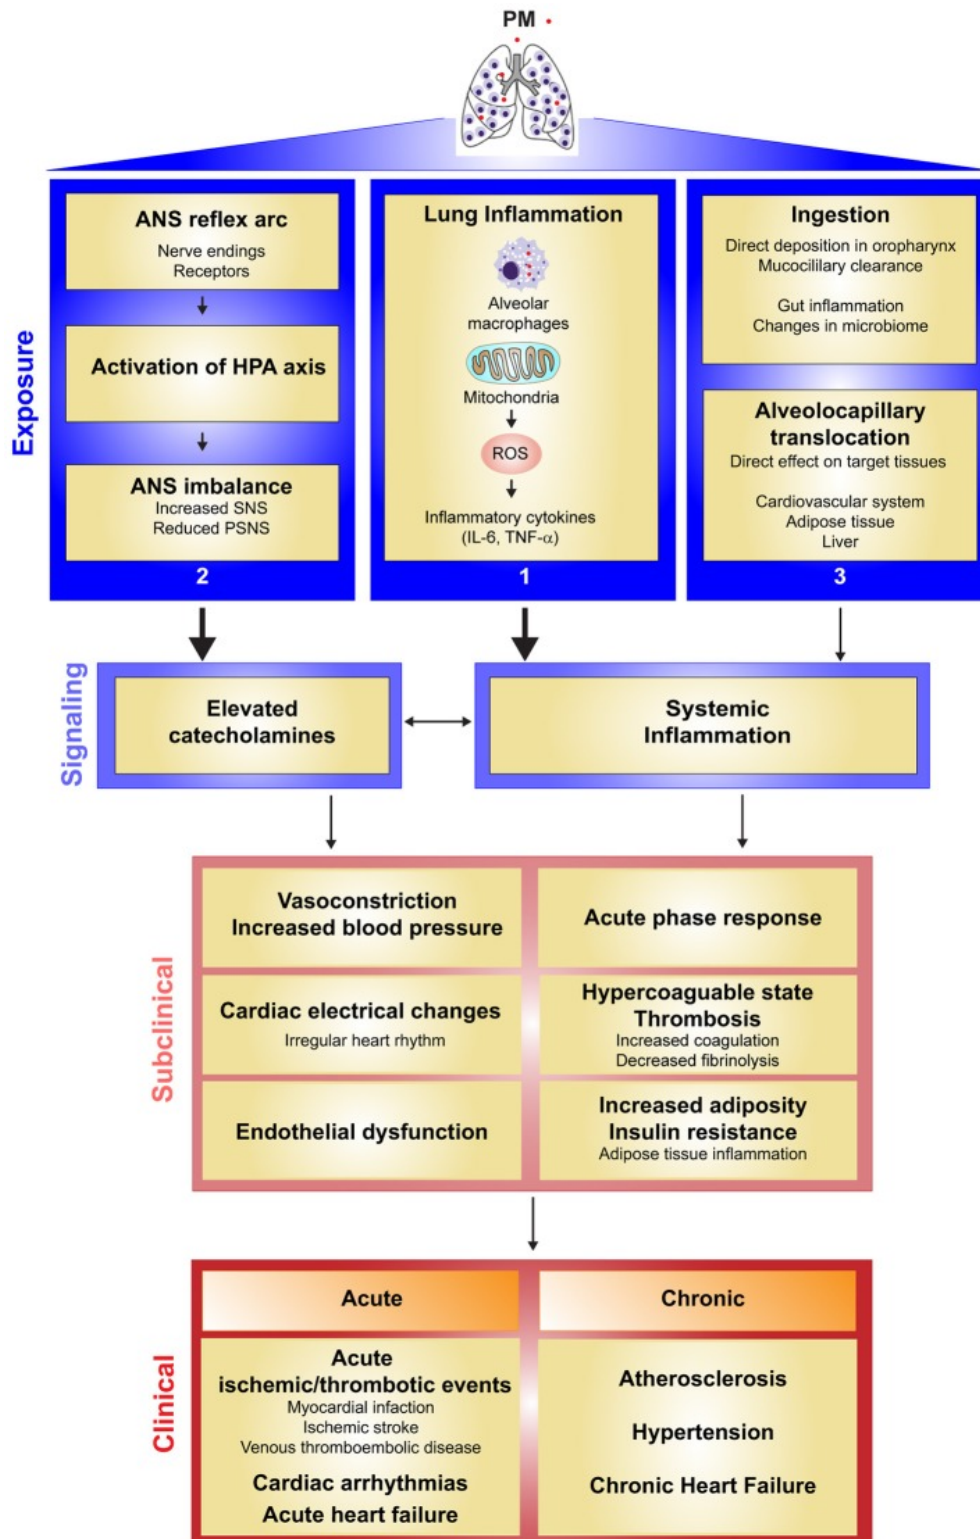 PM
Exposure
ANS reflex arc
Nerve endings
Receptors
Activation of HPA axis
ANS imbalance
Increased SNS
Reduced PSNS
2
Lung Inflammation
Alveolar
macrophages
Mitochondria
ROS
Inflammatory cytokines
(IL-6, TNF-α)
1
Ingestion
Direct deposition in oropharynx
Mucocililary clearance
Gut inflammation
Changes in microbiome
Alveolocapillary
translocation
Direct effect on target tissues
Cardiovascular system
Adipose tissue
Liver
3
Signaling
Elevated
catecholamines
Systemic
Inflammation
Subclinical
Vasoconstriction
Increased blood pressure
Acute phase response
Cardiac electrical changes
Irregular heart rhythm
Hypercoaguable state
Thrombosis
Increased coagulation
Decreased fibrinolysis
Endothelial dysfunction
Increased adiposity
Insulin resistance
Adipose tissue inflammation
Clinical
Acute
Chronic
Acute
ischemic/thrombotic events
Myocardial infaction
Ischemic stroke
Venous thromboembolic disease
Cardiac arrhythmias
Acute heart failure
Atherosclerosis
Hypertension
Chronic Heart Failure